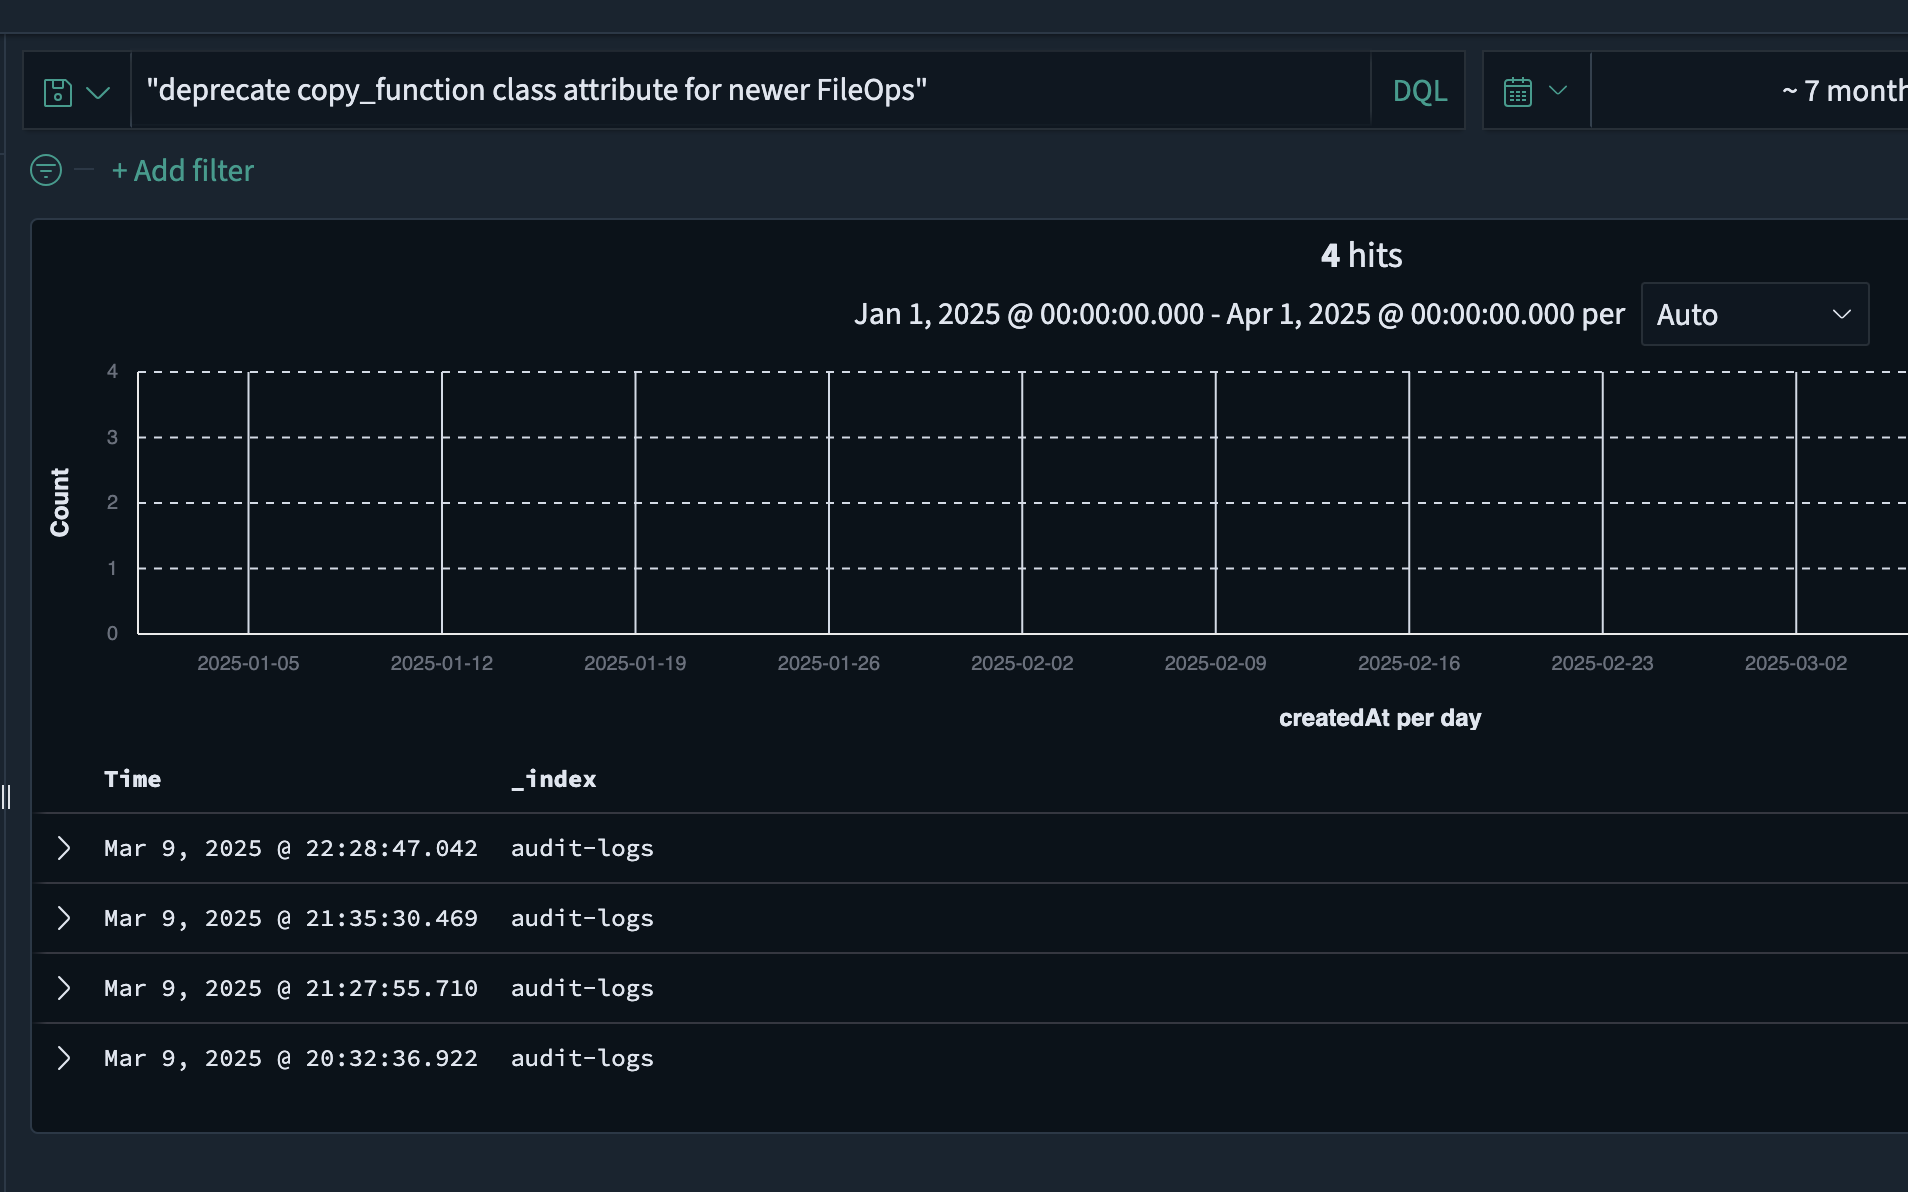 "deprecate copy_function class attribute for newer FileOps"
DQL
~ 7 month
+ Add filter
4 hits
Jan 1, 2025 @ 00:00:00.000 - Apr 1, 2025 @ 00:00:00.000 per
Auto
4
3
2
1
0
Count
2025-01-05
2025-01-12
2025-01-19
2025-01-26
2025-02-02
2025-02-09
2025-02-16
2025-02-23
2025-03-02
createdAt per day
Time _index
Mar 9, 2025 @ 22:28:47.042 audit-logs
Mar 9, 2025 @ 21:35:30.469 audit-logs
Mar 9, 2025 @ 21:27:55.710 audit-logs
Mar 9, 2025 @ 20:32:36.922 audit-logs